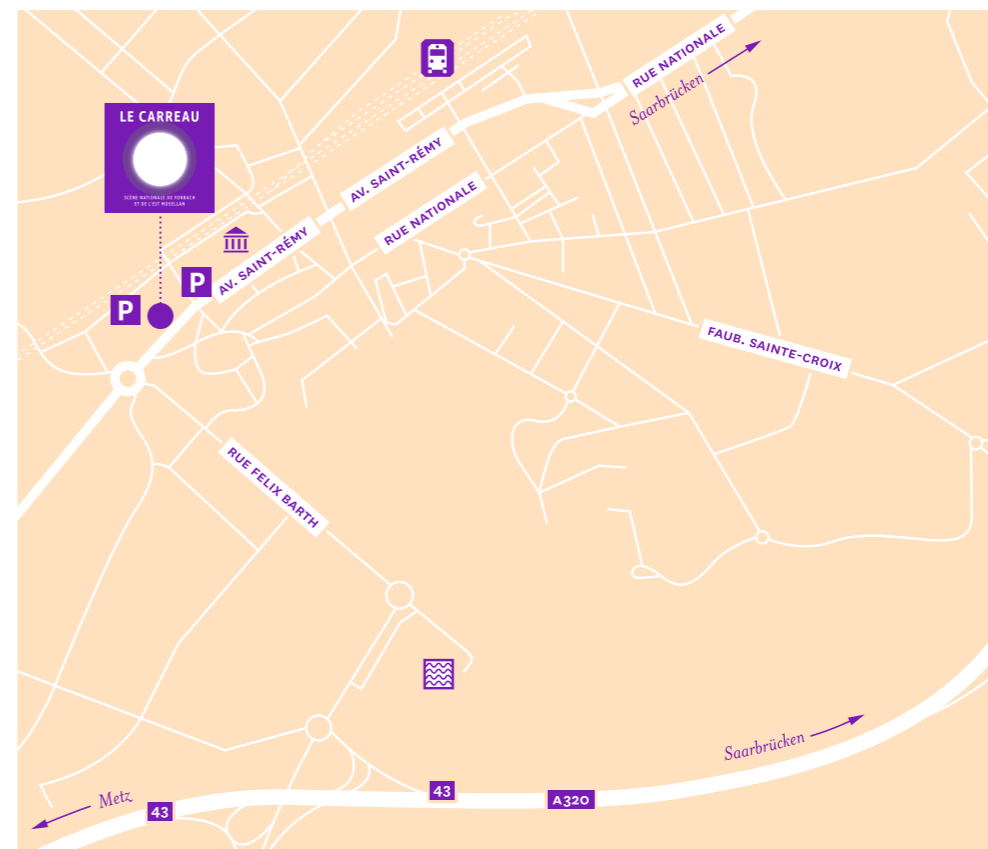 RUE NATIONALE
Saarbrücken
LE CARREAU
SCÈNE NATIONALE DE FORBACH
ET DE L'EST MOSELLAN
AV. SAINT-RÉMY
RUE NATIONALE
AV. SAINT-RÉMY
P
P
FAUB. SAINTE-CROIX
RUE FELIX BARTH
Saarbrücken
Metz
43
43
A320